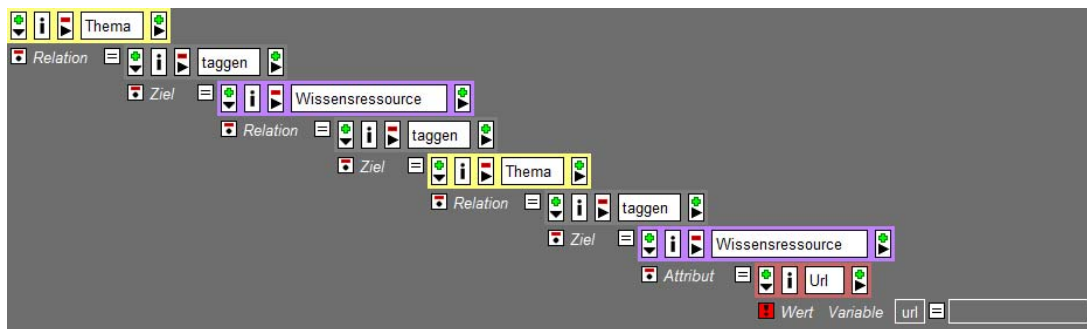 i Thema
Relation = i taggen
Ziel = i Wissensressource
Relation = i taggen
Ziel = i Thema
Relation = i taggen
Ziel = i Wissensressource
Attribut = i Url
! Wert Variable url =